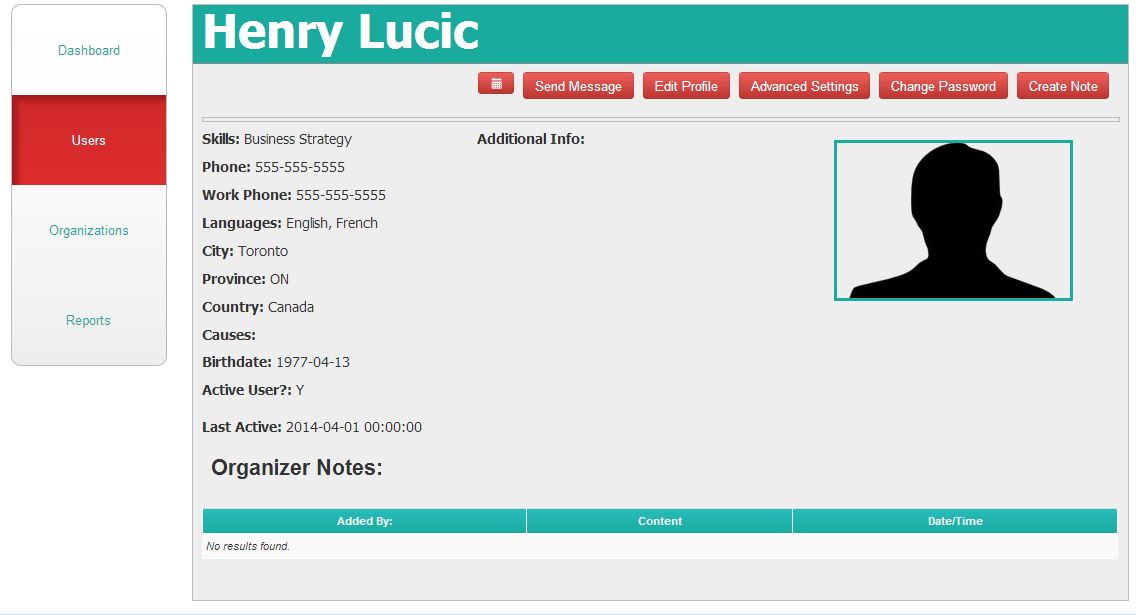 Henry Lucic
Dashboard
Users
Organizations
Reports
Send Message Edit Profile Advanced Settings Change Password Create Note
Skills: Business Strategy
Phone: 555-555-5555
Work Phone: 555-555-5555
Languages: English, French
City: Toronto
Province: ON
Country: Canada
Causes:
Birthdate: 1977-04-13
Active User?: Y
Last Active: 2014-04-01 00:00:00
Additional Info:
Organizer Notes:
Added By: Content Date/Time
No results found.